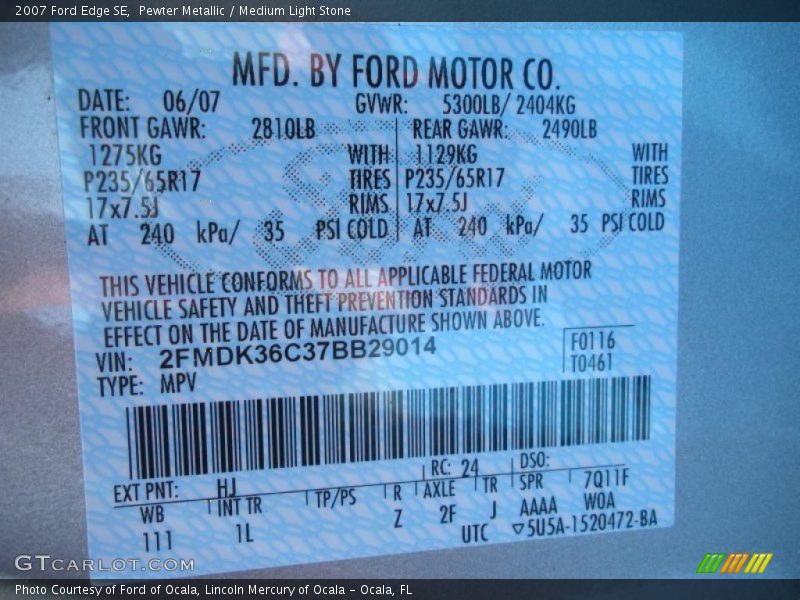 2007 Ford Edge SE, Pewter Metallic / Medium Light Stone
MFD. BY FORD MOTOR CO.
DATE: 06/07 GVWR: 5300LB/ 2404KG
FRONT GAWR: 2810LB REAR GAWR: 2490LB
1275KG WITH 1129KG WITH
P235/65R17 TIRES P235/65R17 TIRES
17x7.5J RIMS 17x7.5J RIMS
AT 240 kPa/ 35 PSI COLD AT 240 kPa/ 35 PSI COLD
THIS VEHICLE CONFORMS TO ALL APPLICABLE FEDERAL MOTOR
VEHICLE SAFETY AND THEFT PREVENTION STANDARDS IN
EFFECT ON THE DATE OF MANUFACTURE SHOWN ABOVE.
VIN: 2FMDK36C37BB29014 F0116
TYPE: MPV T0461
EXT PNT: HJ RC: 24 DSO:
WB INT TR TP/PS R AXLE TR SPR 7Q11F
111 1L Z 2F J AAAA WOA
UTC ▽5U5A-1520472-BA
GTCARLOT.COM
Photo Courtesy of Ford of Ocala, Lincoln Mercury of Ocala - Ocala, FL